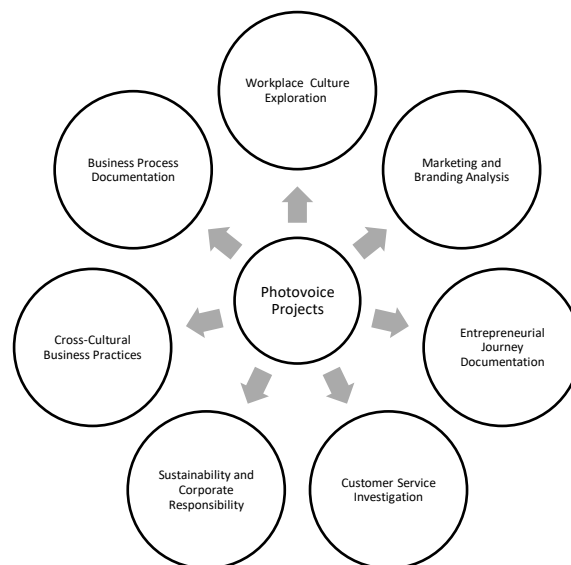 Workplace Culture
Exploration
Marketing and
Branding Analysis
Entrepreneurial
Journey
Documentation
Customer Service
Investigation
Sustainability and
Corporate
Responsibility
Cross-Cultural
Business Practices
Business Process
Documentation
Photovoice
Projects